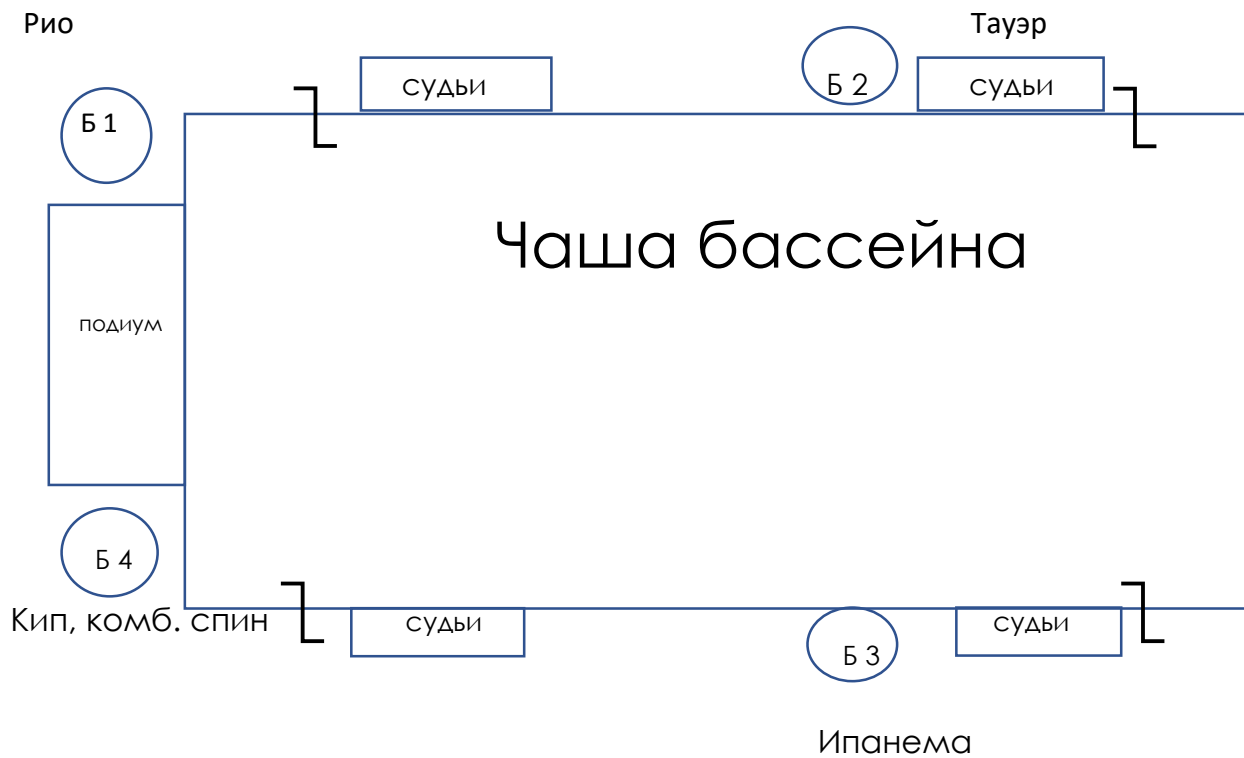 Рио
Тауэр
судьи
Б 2
судьи
Б 1
Чаша бассейна
подиум
Б 4
Кип, комб. спин
судьи
Б 3
судьи
Ипанема